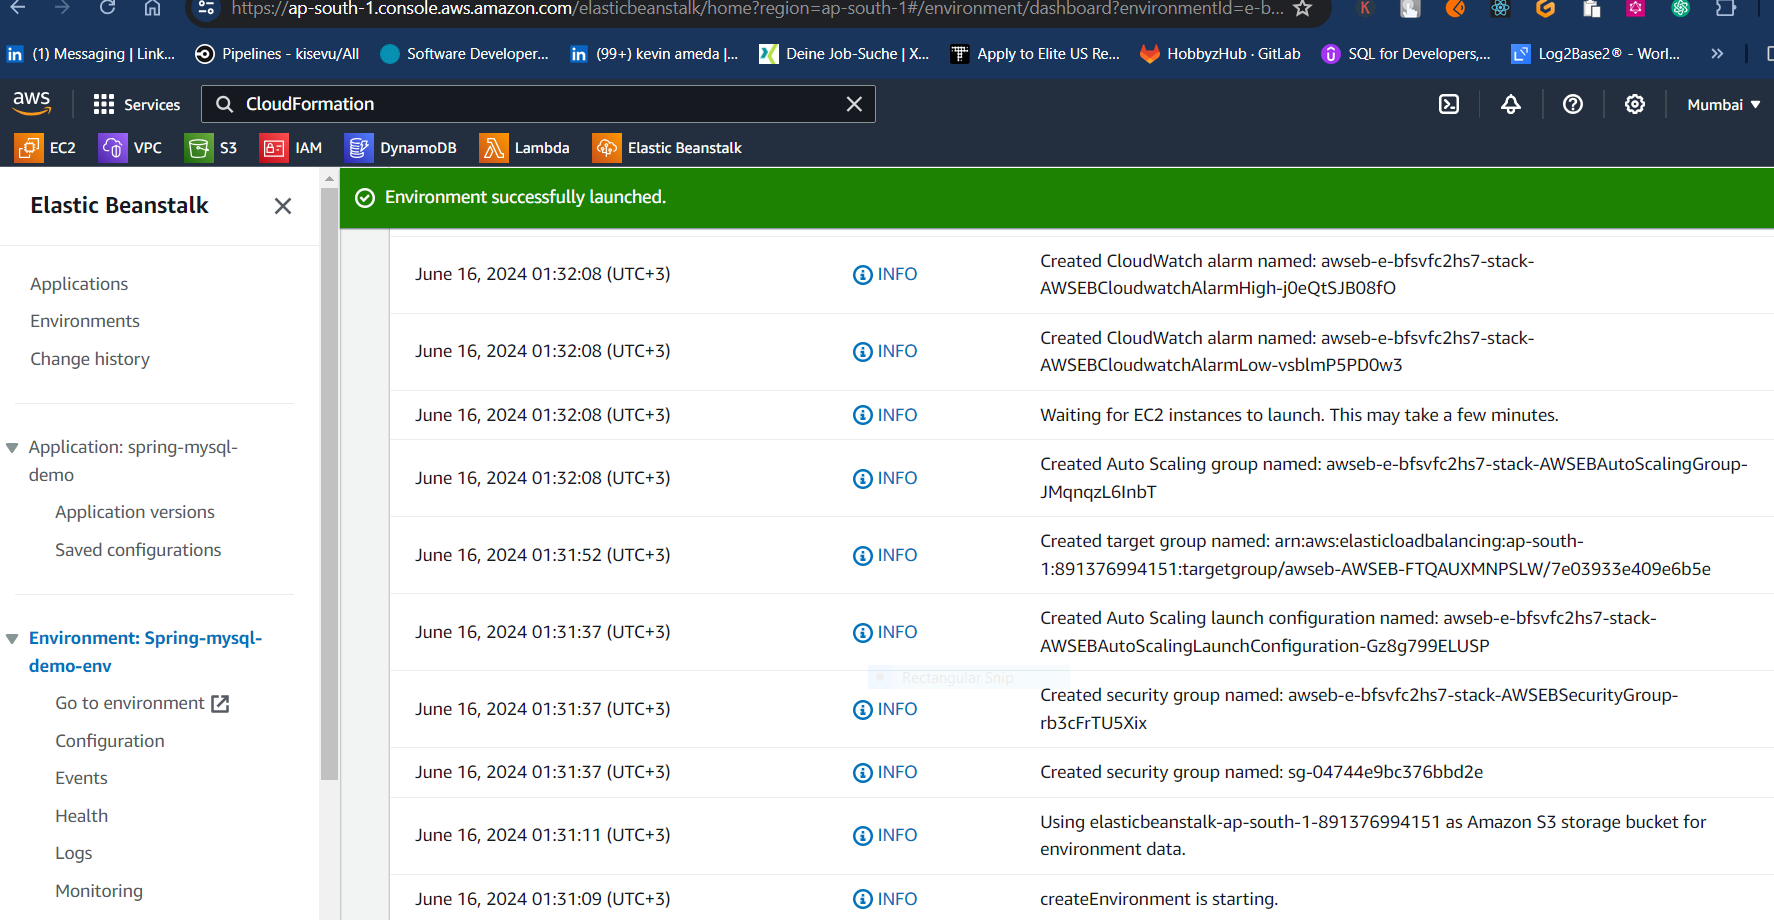 https://ap-south-1.console.aws.amazon.com/elasticbeanstalk/home?region=ap-south-1#/environment/dashboard?environmentId=e-b...
K
(1) Messaging | Link...
Pipelines - kisevu/All
Software Developer...
(99+) kevin ameda |...
Deine Job-Suche | X...
Apply to Elite US Re...
HobbyzHub · GitLab
SQL for Developers,...
Log2Base2® - Worl...
»
aws
Services
CloudFormation
Mumbai
EC2
VPC
S3
IAM
DynamoDB
Lambda
Elastic Beanstalk
Elastic Beanstalk
Applications
Environments
Change history
Application: spring-mysql-
demo
Application versions
Saved configurations
Environment: Spring-mysql-
demo-env
Go to environment
Configuration
Events
Health
Logs
Monitoring
Environment successfully launched.
June 16, 2024 01:32:08 (UTC+3) INFO Created CloudWatch alarm named: awseb-e-bfsvfc2hs7-stack-
AWSEBCloudwatchAlarmHigh-j0eQtSJB08fO
June 16, 2024 01:32:08 (UTC+3) INFO Created CloudWatch alarm named: awseb-e-bfsvfc2hs7-stack-
AWSEBCloudwatchAlarmLow-vsblmP5PD0w3
June 16, 2024 01:32:08 (UTC+3) INFO Waiting for EC2 instances to launch. This may take a few minutes.
June 16, 2024 01:32:08 (UTC+3) INFO Created Auto Scaling group named: awseb-e-bfsvfc2hs7-stack-AWSEBAutoScalingGroup-
JMqnqzL6InbT
June 16, 2024 01:31:52 (UTC+3) INFO Created target group named: arn:aws:elasticloadbalancing:ap-south-
1:891376994151:targetgroup/awseb-AWSEB-FTQAUXMNPSLW/7e03933e409e6b5e
June 16, 2024 01:31:37 (UTC+3) INFO Created Auto Scaling launch configuration named: awseb-e-bfsvfc2hs7-stack-
AWSEBAutoScalingLaunchConfiguration-Gz8g799ELUSP
Rectangular Snip
June 16, 2024 01:31:37 (UTC+3) INFO Created security group named: awseb-e-bfsvfc2hs7-stack-AWSEBSecurityGroup-
rb3cFrTU5Xix
June 16, 2024 01:31:37 (UTC+3) INFO Created security group named: sg-04744e9bc376bbd2e
June 16, 2024 01:31:11 (UTC+3) INFO Using elasticbeanstalk-ap-south-1-891376994151 as Amazon S3 storage bucket for
environment data.
June 16, 2024 01:31:09 (UTC+3) INFO createEnvironment is starting.